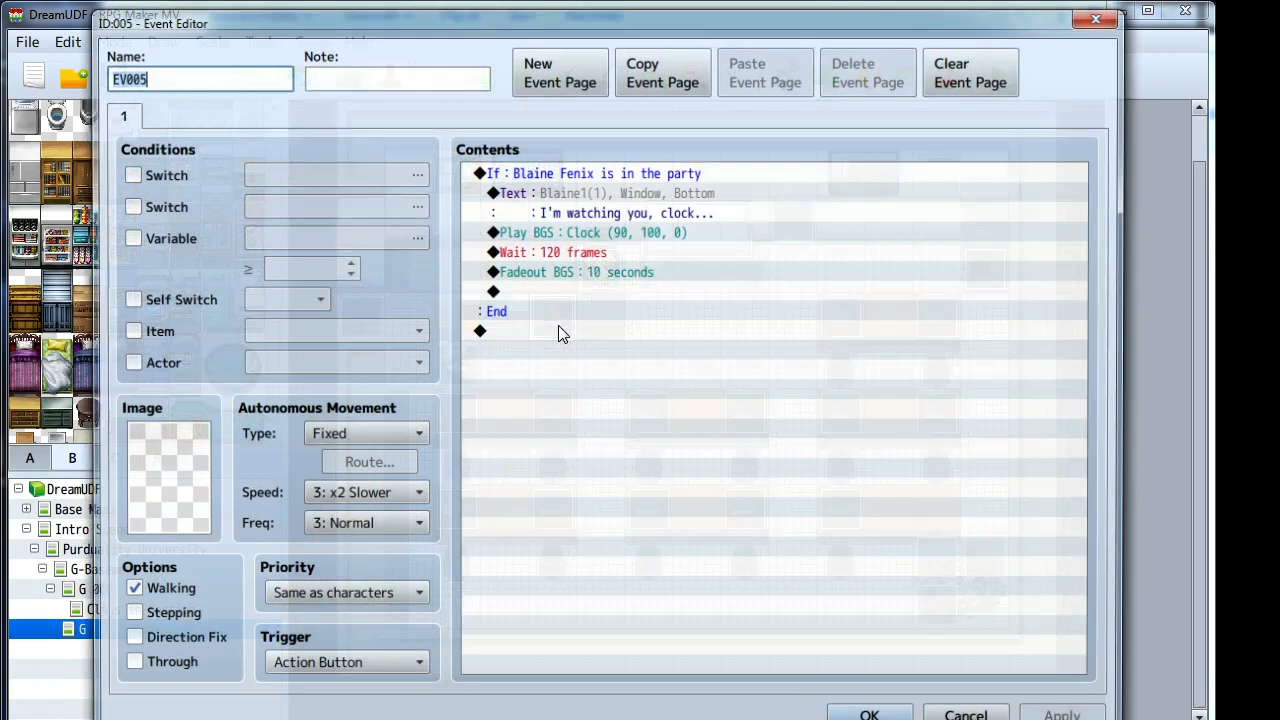 DreamUDF - RPG Maker MV
ID:005 - Event Editor
File Edit
Name: Note:
EV005
New Event Page
Copy Event Page
Paste Event Page
Delete Event Page
Clear Event Page
1
Conditions
Switch ...
Switch ...
Variable ...
≥
Self Switch
Item
Actor
Image
Autonomous Movement
Type: Fixed
Route...
Speed: 3: x2 Slower
Freq: 3: Normal
Options
Walking
Stepping
Direction Fix
Through
Priority
Same as characters
Trigger
Action Button
Contents
◆If : Blaine Fenix is in the party
◆Text : Blaine1(1), Window, Bottom
: : I'm watching you, clock...
◆Play BGS : Clock (90, 100, 0)
◆Wait : 120 frames
◆Fadeout BGS : 10 seconds
◆
: End
◆
A B
DreamUDF
Base
Intro
Purdu
G-Ba
G
Cl
G
OK Cancel Apply